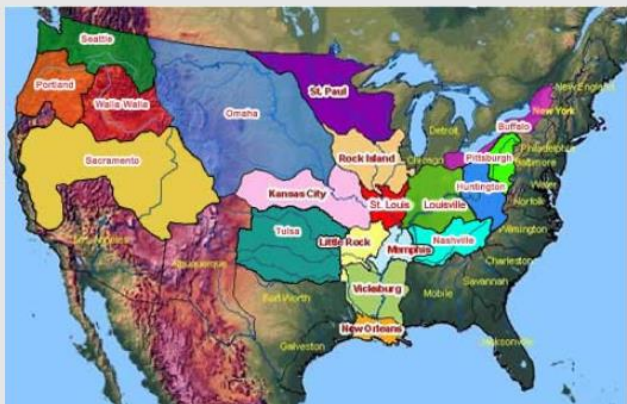 Seattle
Portland
Walla Walla
Sacramento
Omaha
St. Paul
Rock Island
Kansas City
St. Louis
Tulsa
Little Rock
Memphis
Vicksburg
New Orleans
Louisville
Nashville
Huntington
Pittsburgh
Buffalo
New England
New York
Philadelphia
Baltimore
Norfolk
Wilmington
Charleston
Savannah
Jacksonville
Mobile
Galveston
Fort Worth
Albuquerque
Los Angeles
Chicago
Detroit